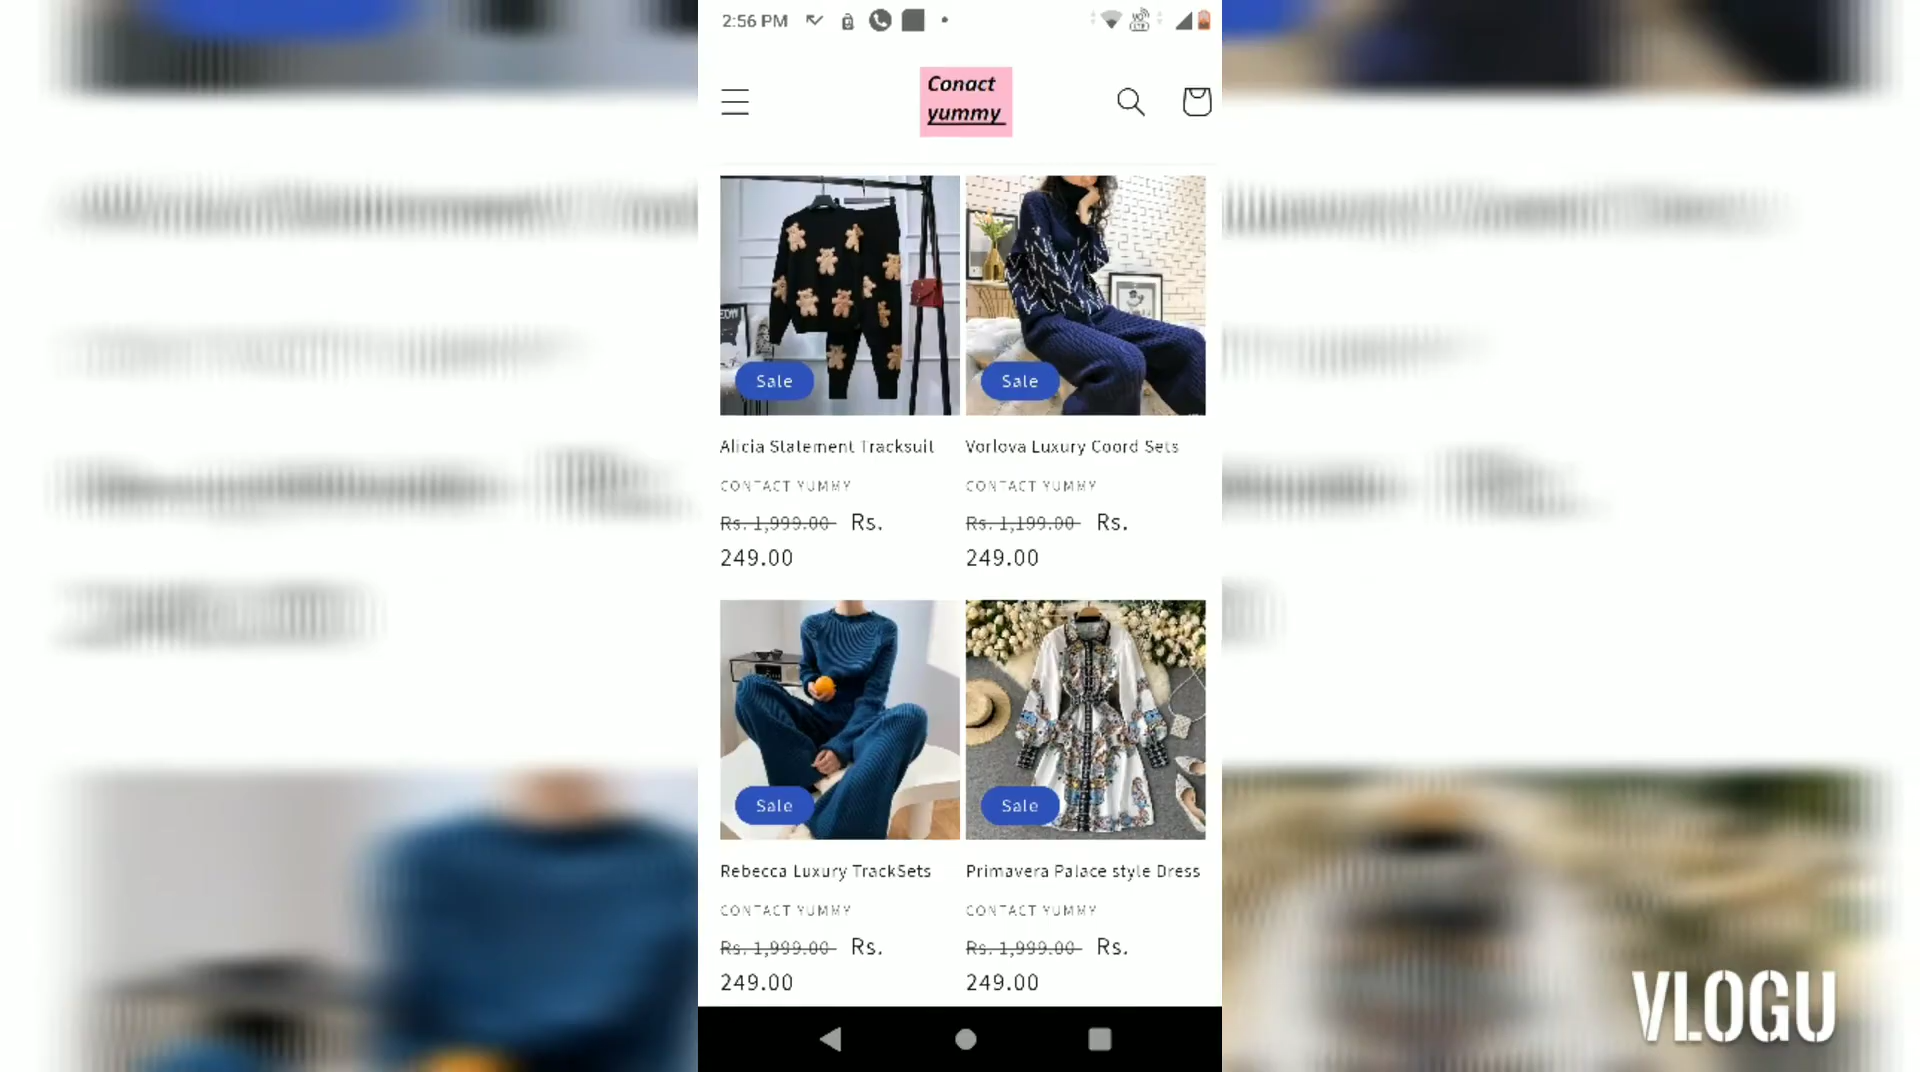 2:56 PM
Conact
yummy
Sale
Sale
Alicia Statement Tracksuit
Vorlova Luxury Coord Sets
CONTACT YUMMY
CONTACT YUMMY
Rs. 1,999.00 Rs.
249.00
Rs. 1,199.00 Rs.
249.00
Sale
Sale
Rebecca Luxury TrackSets
Primavera Palace style Dress
CONTACT YUMMY
CONTACT YUMMY
Rs. 1,999.00 Rs.
249.00
Rs. 1,999.00 Rs.
249.00
VLOGU